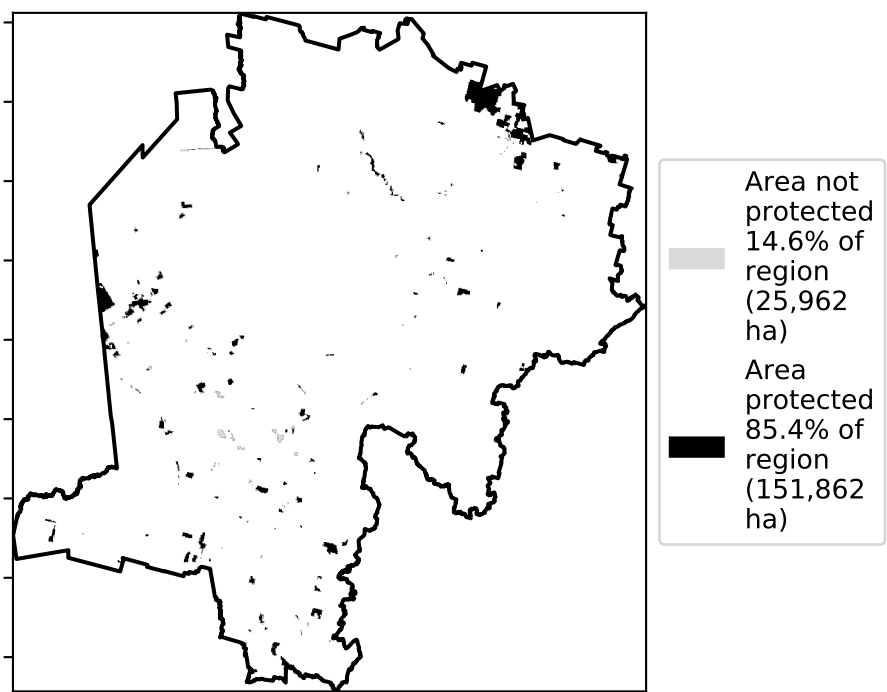 Area not
protected
14.6% of
region
(25,962
ha)
Area
protected
85.4% of
region
(151,862
ha)